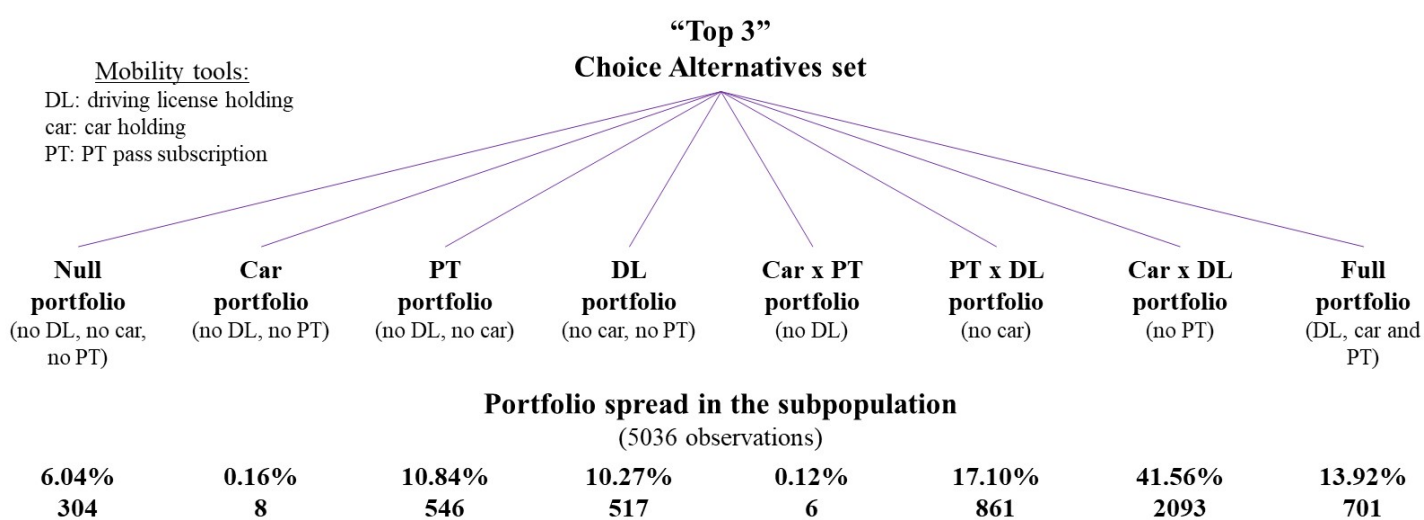 “Top 3”
Choice Alternatives set
Mobility tools:
DL: driving license holding
car: car holding
PT: PT pass subscription
Null portfolio (no DL, no car, no PT)
Car portfolio (no DL, no PT)
PT portfolio (no DL, no car)
DL portfolio (no car, no PT)
Car x PT portfolio (no DL)
PT x DL portfolio (no car)
Car x DL portfolio (no PT)
Full portfolio (DL, car and PT)
Portfolio spread in the subpopulation
(5036 observations)
6.04% 0.16% 10.84% 10.27% 0.12% 17.10% 41.56% 13.92%
304 8 546 517 6 861 2093 701